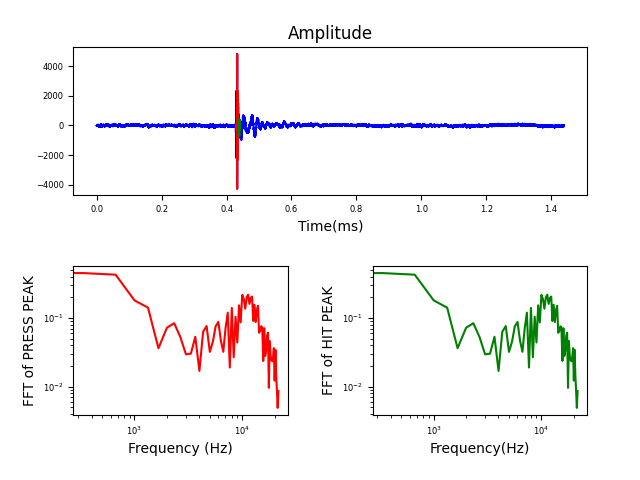 Amplitude
4000
2000
0
−2000
−4000
0.0 0.2 0.4 0.6 0.8 1.0 1.2 1.4
Time(ms)
FFT of PRESS PEAK
10⁻¹
10⁻²
10³ 10⁴
Frequency (Hz)
FFT of HIT PEAK
10⁻¹
10⁻²
10³ 10⁴
Frequency(Hz)